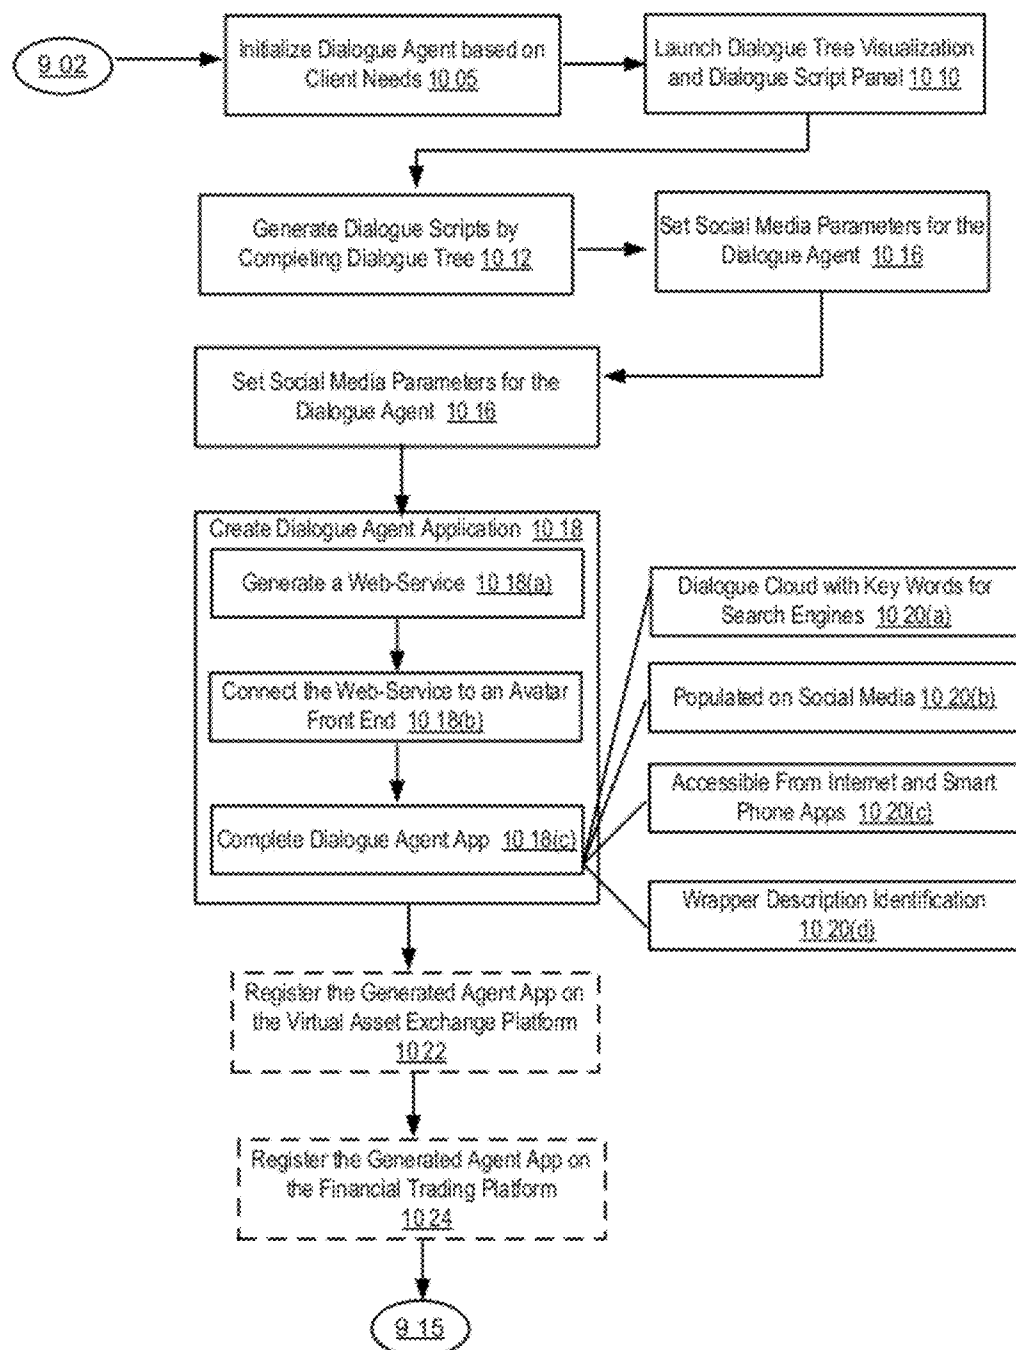 9.02
Initialize Dialogue Agent based on
Client Needs 10.05
Launch Dialogue Tree Visualization
and Dialogue Script Panel 10.10
Generate Dialogue Scripts by
Completing Dialogue Tree 10.12
Set Social Media Parameters for the
Dialogue Agent 10.16
Set Social Media Parameters for the
Dialogue Agent 10.16
Create Dialogue Agent Application 10.18
Generate a Web-Service 10.18(a)
Connect the Web-Service to an Avatar
Front End 10.18(b)
Complete Dialogue Agent App 10.18(c)
Dialogue Cloud with Key Words for
Search Engines 10.20(a)
Populated on Social Media 10.20(b)
Accessible From Internet and Smart
Phone Apps 10.20(c)
Wrapper Description Identification
10.20(d)
Register the Generated Agent App on
the Virtual Asset Exchange Platform
10.22
Register the Generated Agent App on
the Financial Trading Platform
10.24
9.15